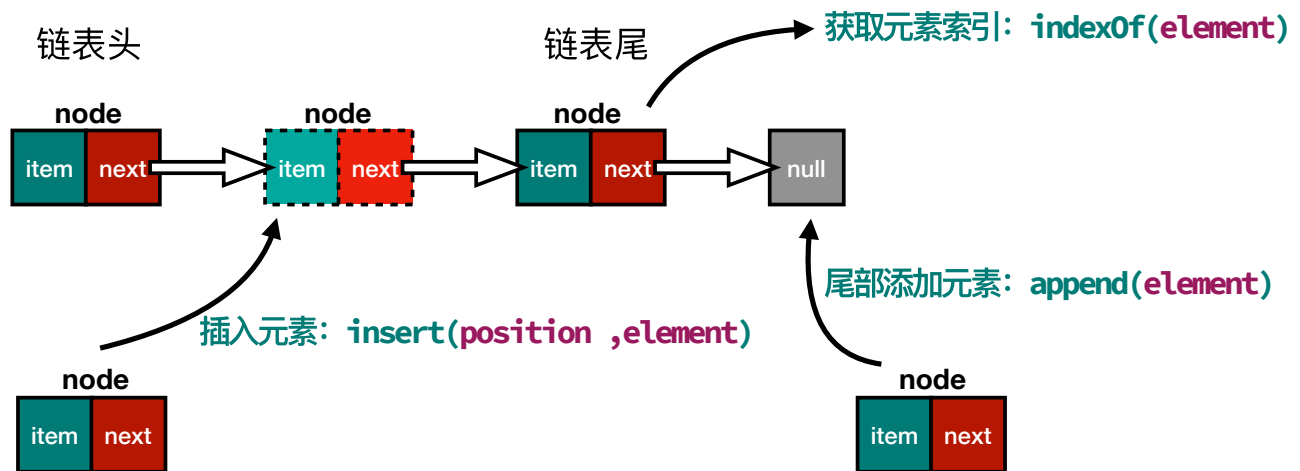 链表头
链表尾
获取元素索引：indexOf(element)
node
node
node
item
next
item
next
item
next
null
尾部添加元素：append(element)
插入元素：insert(position ,element)
node
item
next
node
item
next